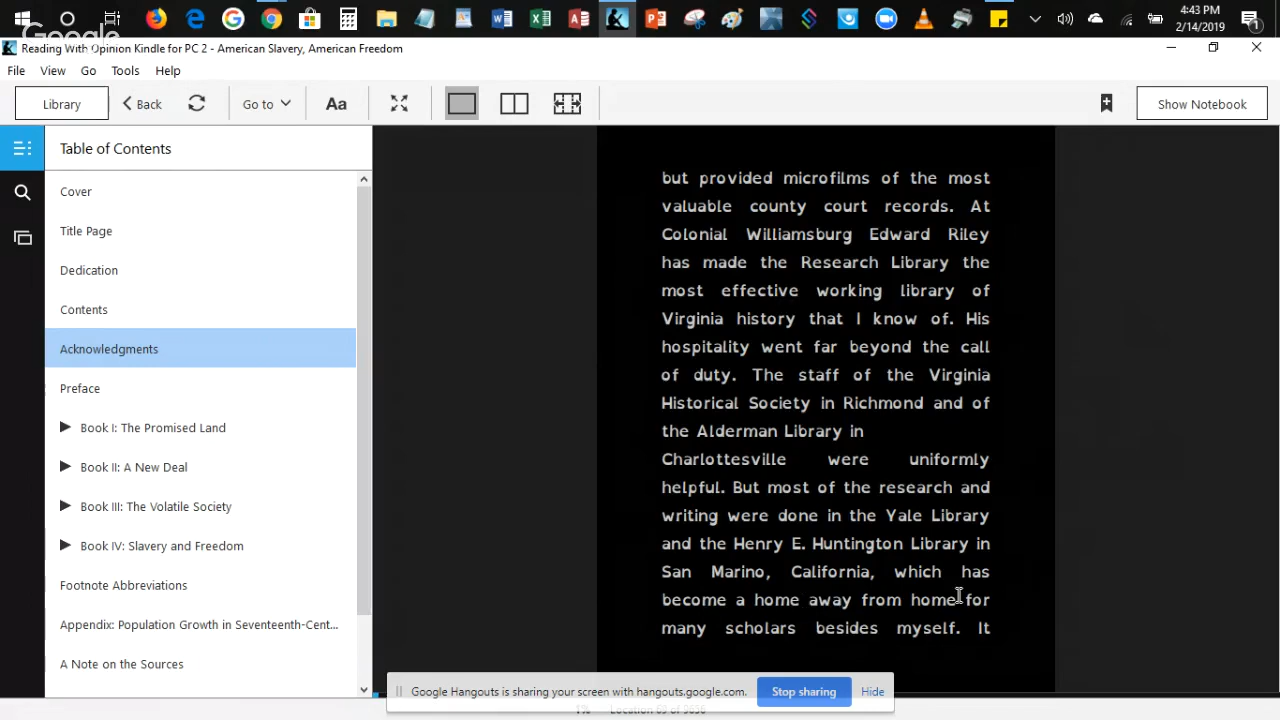 4:43 PM
2/14/2019
Google
Reading With Opinion Kindle for PC 2 - American Slavery, American Freedom
File View Go Tools Help
Library Back Go to Aa Show Notebook
Table of Contents
Cover
Title Page
Dedication
Contents
Acknowledgments
Preface
Book I: The Promised Land
Book II: A New Deal
Book III: The Volatile Society
Book IV: Slavery and Freedom
Footnote Abbreviations
Appendix: Population Growth in Seventeenth-Cent...
A Note on the Sources
but provided microfilms of the most
valuable county court records. At
Colonial Williamsburg Edward Riley
has made the Research Library the
most effective working library of
Virginia history that I know of. His
hospitality went far beyond the call
of duty. The staff of the Virginia
Historical Society in Richmond and of
the Alderman Library in
Charlottesville were uniformly
helpful. But most of the research and
writing were done in the Yale Library
and the Henry E. Huntington Library in
San Marino, California, which has
become a home away from home for
many scholars besides myself. It
Google Hangouts is sharing your screen with hangouts.google.com. Stop sharing Hide
1% Location 69 of 9656